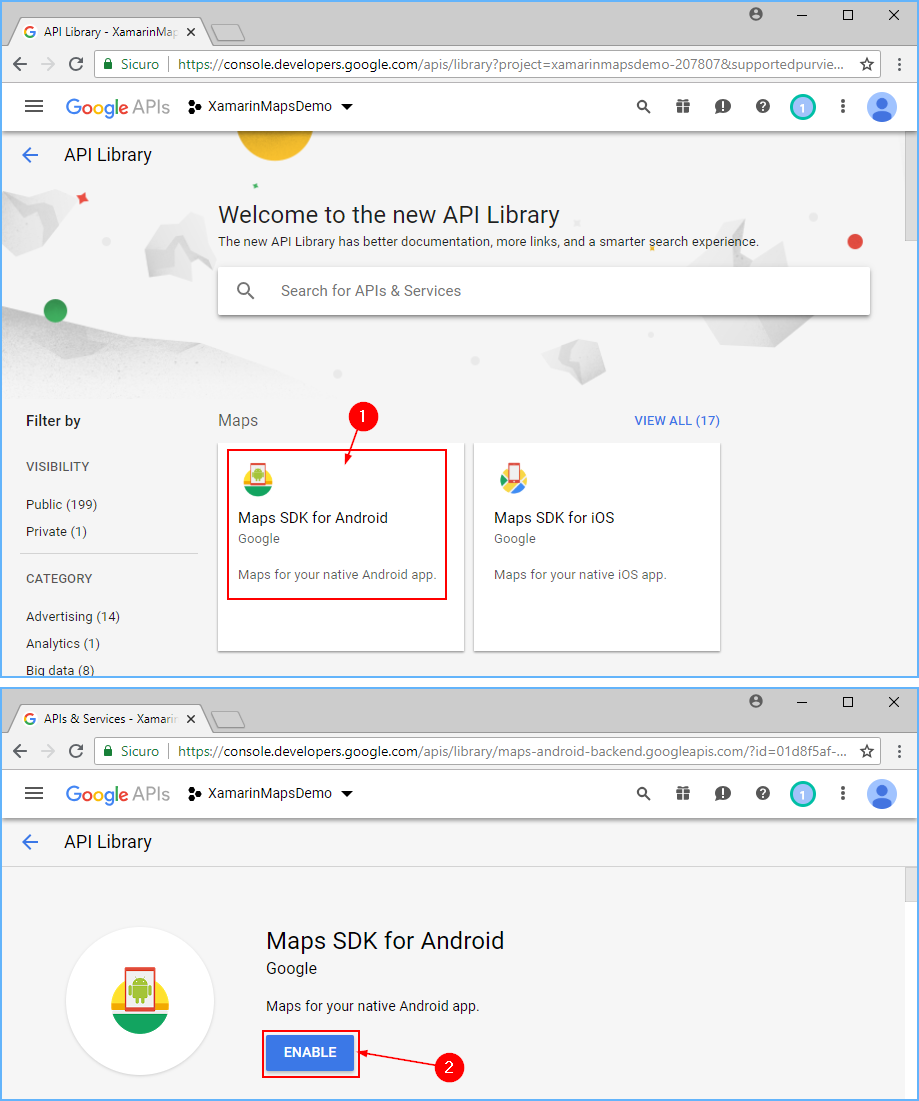 API Library - XamarinMap
Sicuro
https://console.developers.google.com/apis/library?project=xamarinmapsdemo-207807&supportedpurvie...
Google APIs
XamarinMapsDemo
1
API Library
Welcome to the new API Library
The new API Library has better documentation, more links, and a smarter search experience.
Search for APIs & Services
Filter by
Maps
1
VIEW ALL (17)
VISIBILITY
Public (199)
Private (1)
CATEGORY
Advertising (14)
Analytics (1)
Big data (8)
Maps SDK for Android
Google
Maps for your native Android app.
Maps SDK for iOS
Google
Maps for your native iOS app.
APIs & Services - Xamarin
Sicuro
https://console.developers.google.com/apis/library/maps-android-backend.googleapis.com/?id=01d8f5af-...
Google APIs
XamarinMapsDemo
1
API Library
Maps SDK for Android
Google
Maps for your native Android app.
ENABLE
2